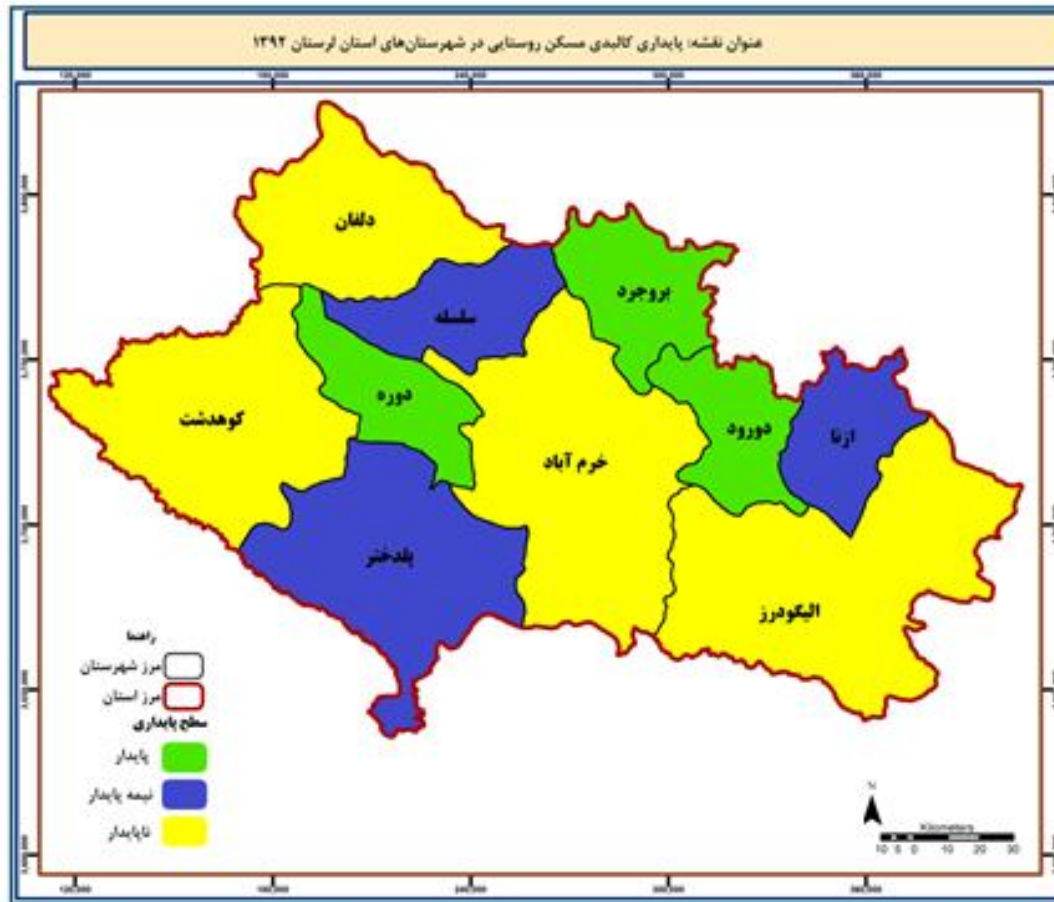 عنوان نقشه: پایداری کالبدی مسکن روستایی در شهرستان‌های استان لرستان ۱۳۹۲
دلفان
بروجرد
سلسله
دوره
کوهدشت
دورود
ازنا
خرم آباد
پلدختر
الیگودرز
راهنما
مرز شهرستان
مرز استان
سطح پایداری
پایدار
نیمه پایدار
ناپایدار
N
Kilometers
10 5 0 10 20 30